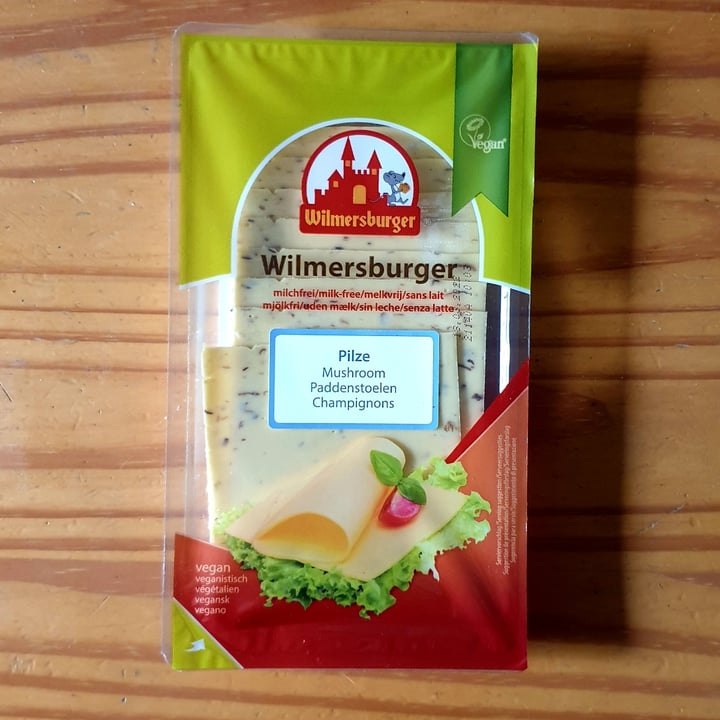 Vegan
Wilmersburger
Wilmersburger
milchfrei/milk-free/melkvrij/sans lait
mjölkfri/uden mælk/sin leche/senza latte
Pilze
Mushroom
Paddenstoelen
Champignons
vegan
veganistisch
végétalien
vegansk
vegano